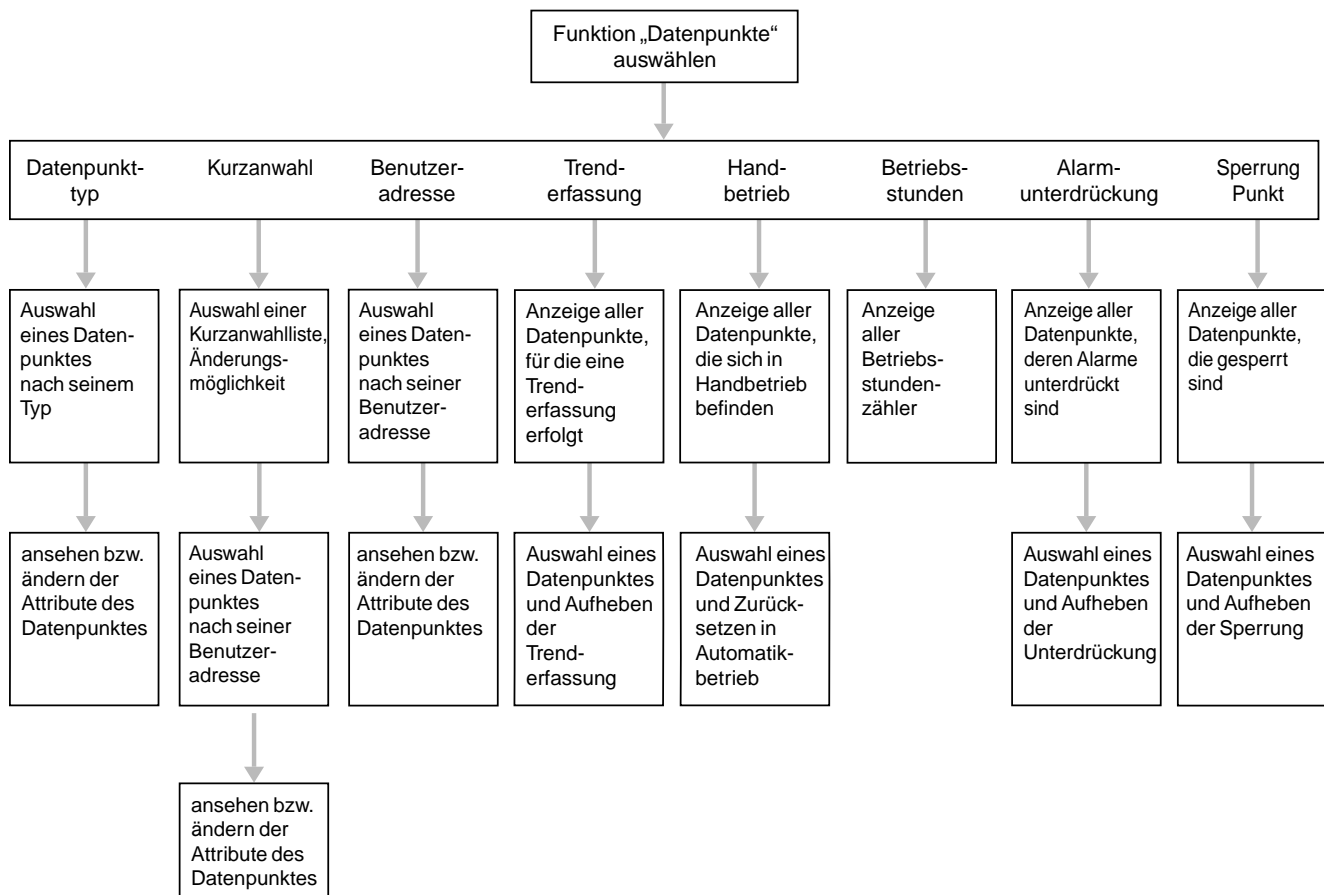 Funktion „Datenpunkte“
auswählen
Datenpunkt-
typ
Kurzanwahl
Benutzer-
adresse
Trend-
erfassung
Hand-
betrieb
Betriebs-
stunden
Alarm-
unterdrückung
Sperrung
Punkt
Auswahl
eines Daten-
punktes
nach seinem
Typ
Auswahl einer
Kurzanwahlliste,
Änderungs-
möglichkeit
Auswahl
eines Daten-
punktes
nach seiner
Benutzer-
adresse
Anzeige aller
Datenpunkte,
für die eine
Trend-
erfassung
erfolgt
Anzeige aller
Datenpunkte,
die sich in
Handbetrieb
befinden
Anzeige
aller
Betriebs-
stunden-
zähler
Anzeige aller
Datenpunkte,
deren Alarme
unterdrückt
sind
Anzeige aller
Datenpunkte,
die gesperrt
sind
ansehen bzw.
ändern der
Attribute des
Datenpunktes
Auswahl
eines Daten-
punktes
nach seiner
Benutzer-
adresse
ansehen bzw.
ändern der
Attribute des
Datenpunktes
Auswahl eines
Datenpunktes
und Aufheben
der
Trend-
erfassung
Auswahl eines
Datenpunktes
und Zurück-
setzen in
Automatik-
betrieb
Auswahl eines
Datenpunktes
und Aufheben
der
Unterdrückung
Auswahl eines
Datenpunktes
und Aufheben
der Sperrung
ansehen bzw.
ändern der
Attribute des
Datenpunktes